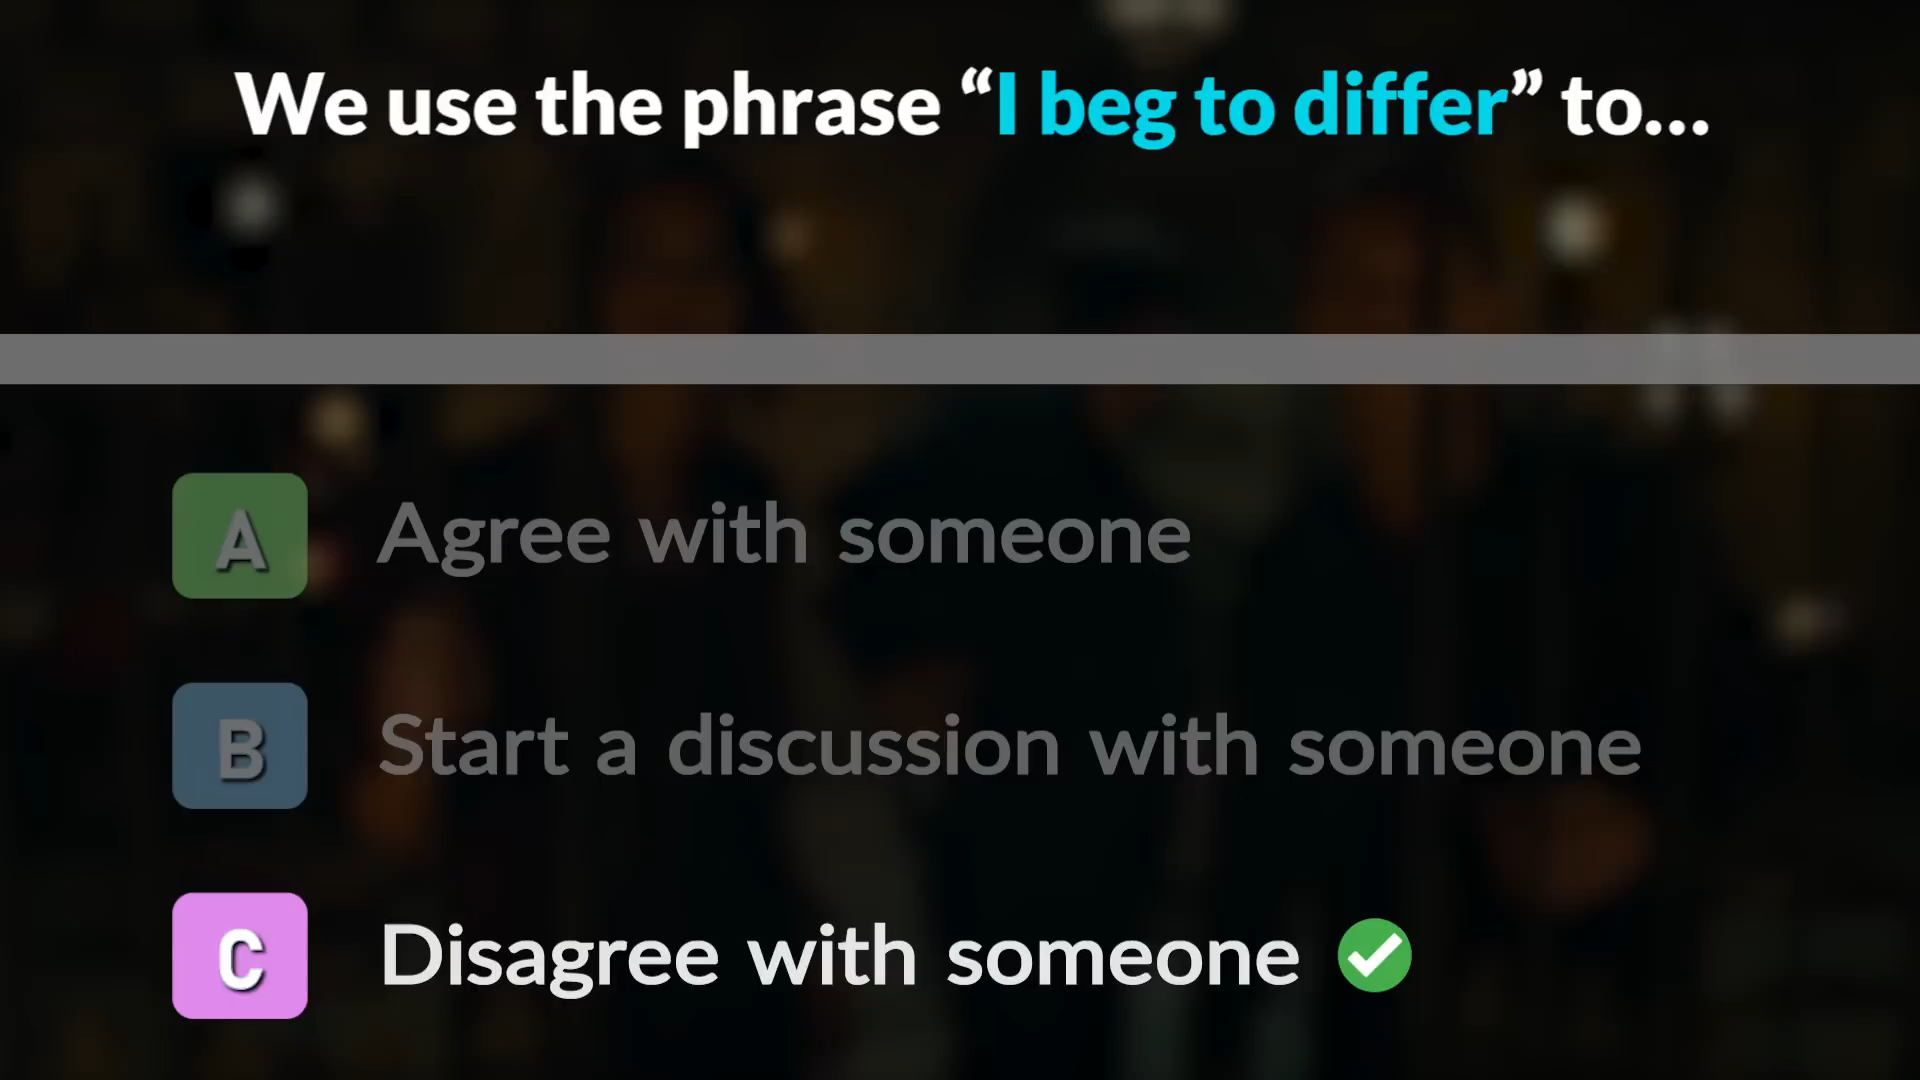 We use the phrase “I beg to differ” to...
A Agree with someone
B Start a discussion with someone
C Disagree with someone